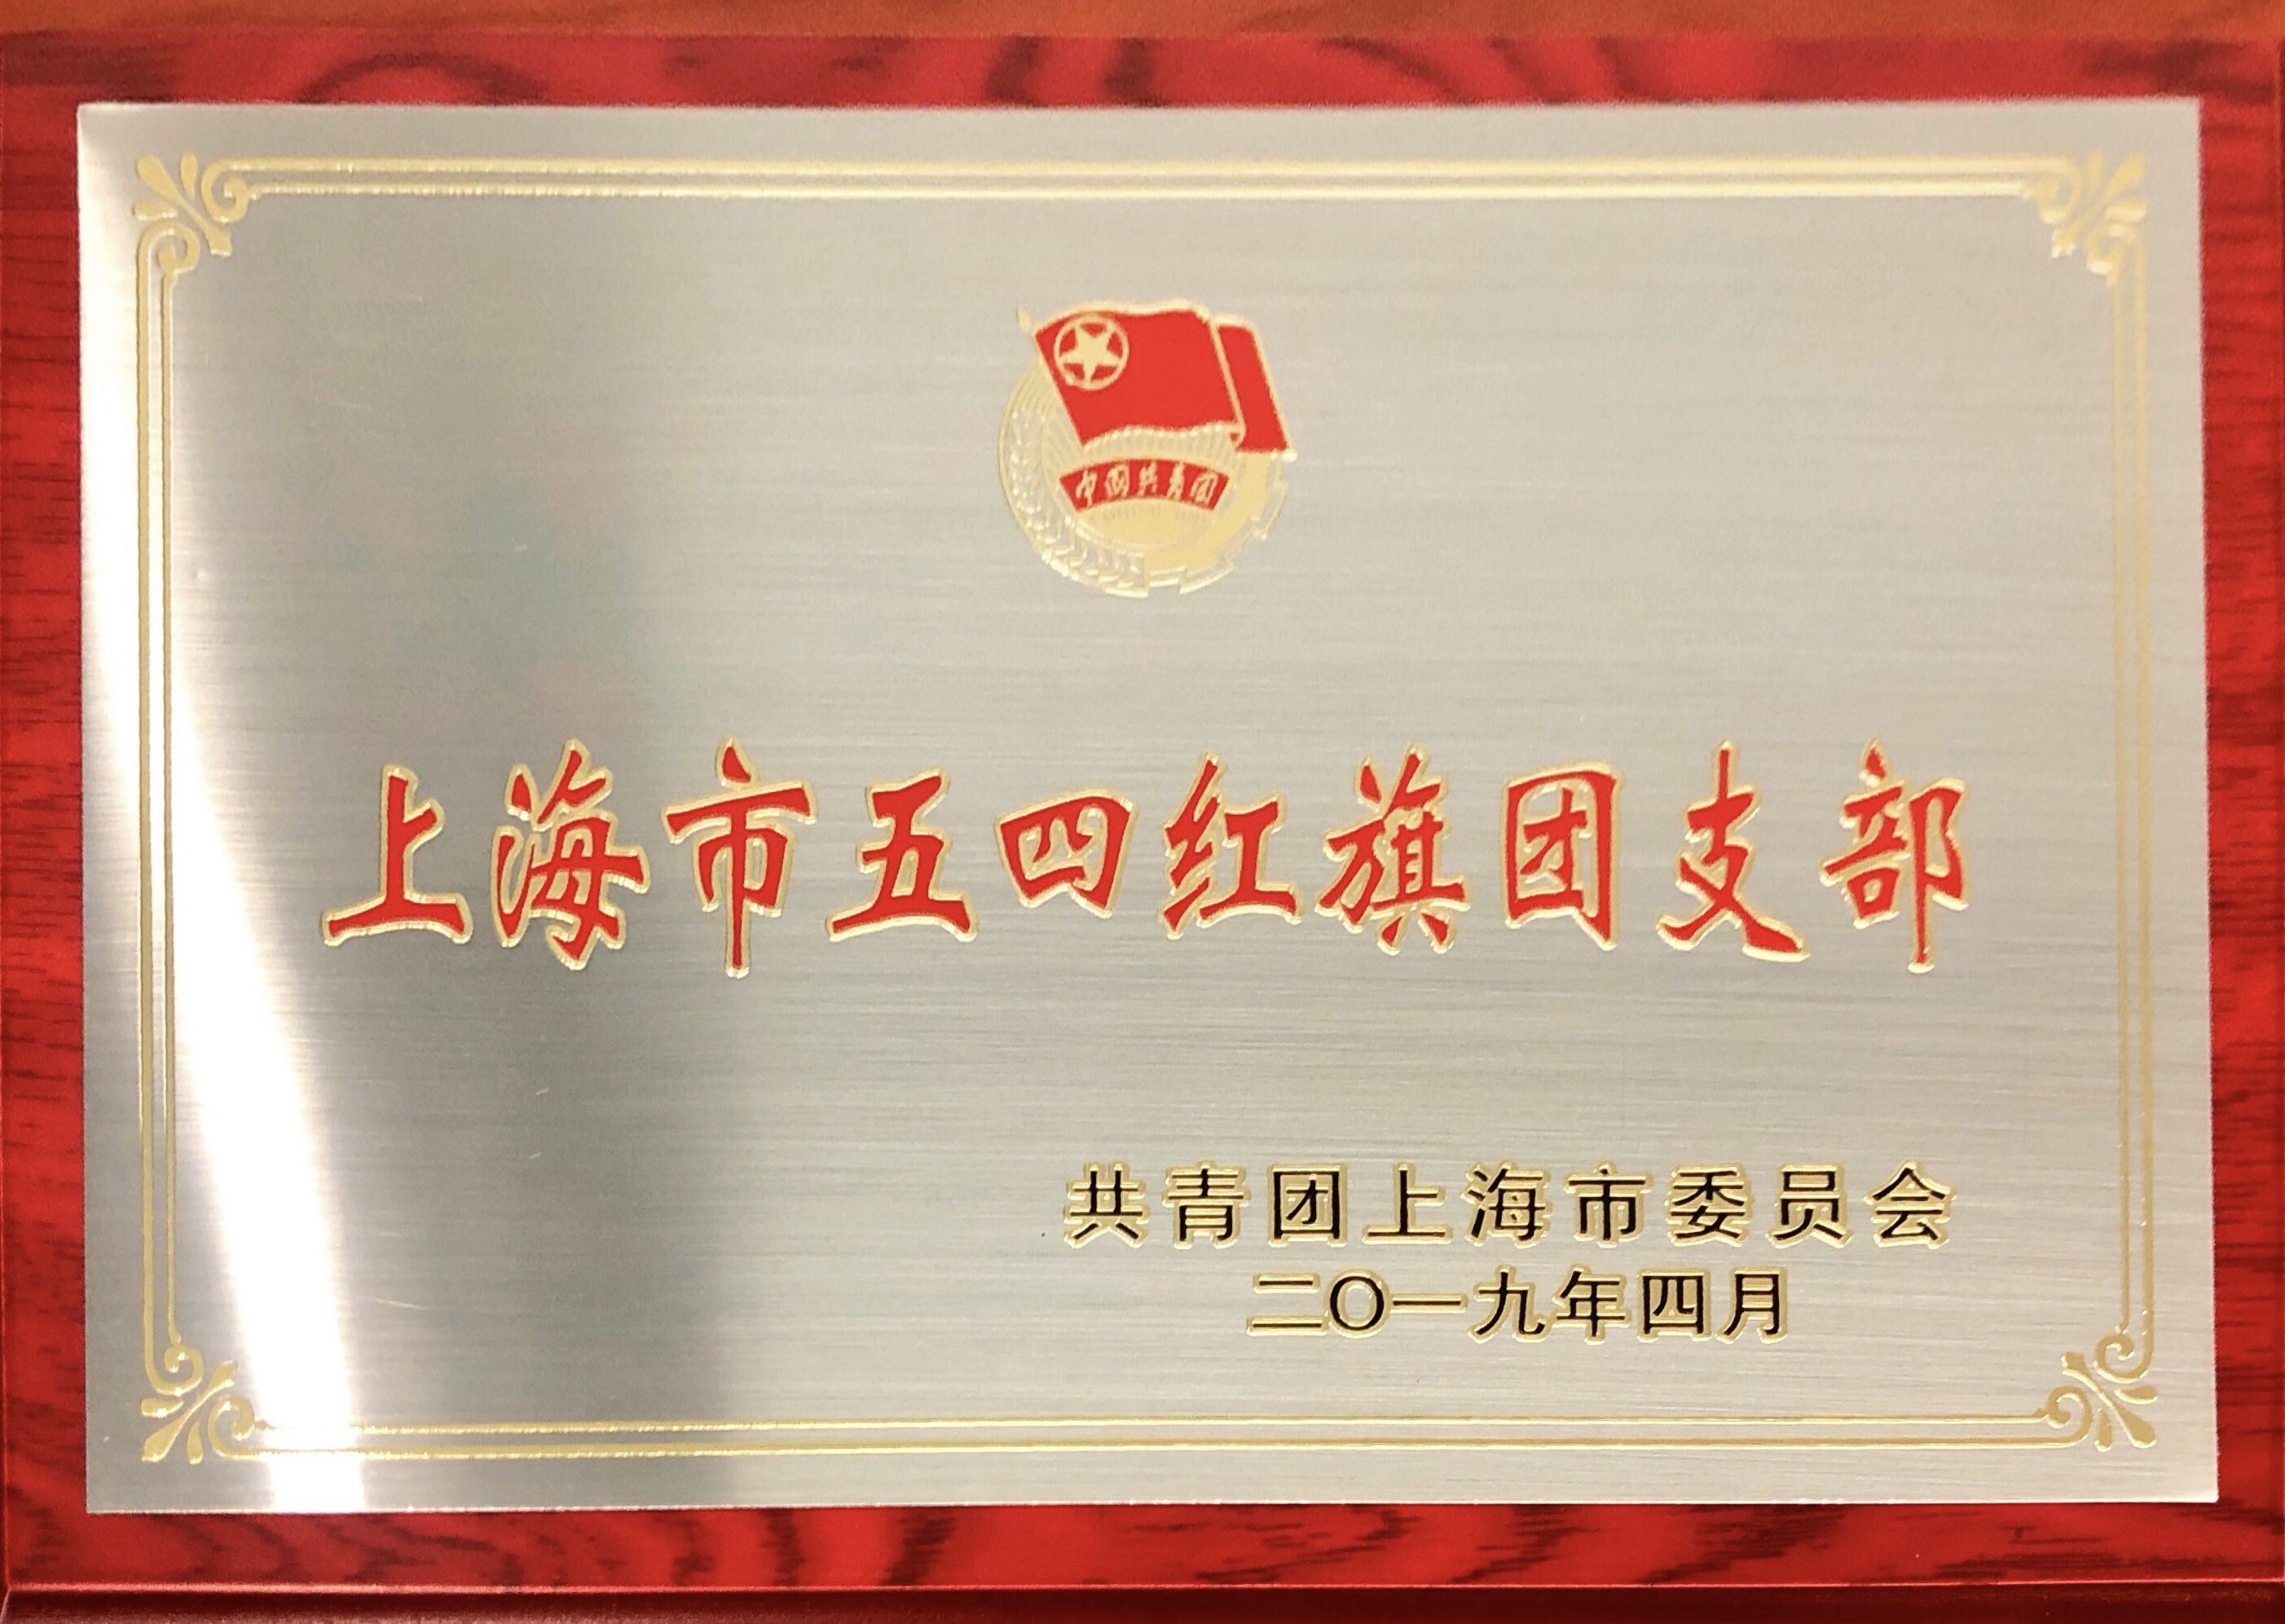 中国共青团
上海市五四红旗团支部
共青团上海市委员会
二〇一九年四月